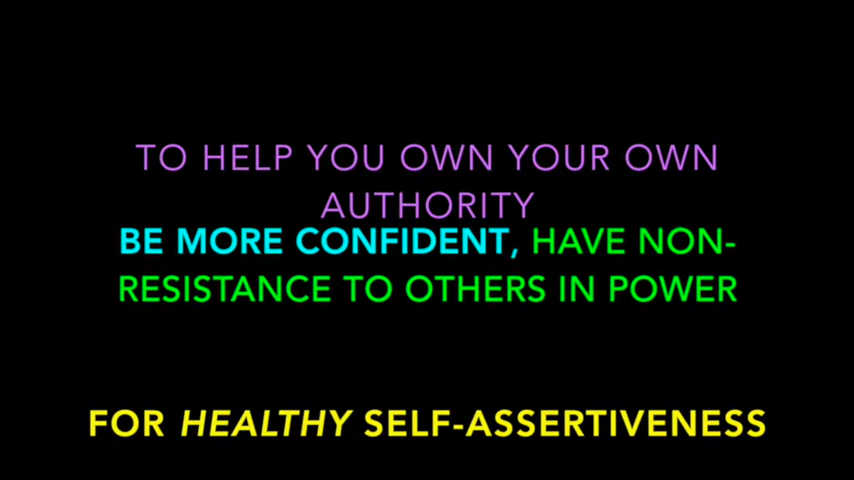 TO HELP YOU OWN YOUR OWN
AUTHORITY
BE MORE CONFIDENT, HAVE NON-
RESISTANCE TO OTHERS IN POWER
FOR HEALTHY SELF-ASSERTIVENESS